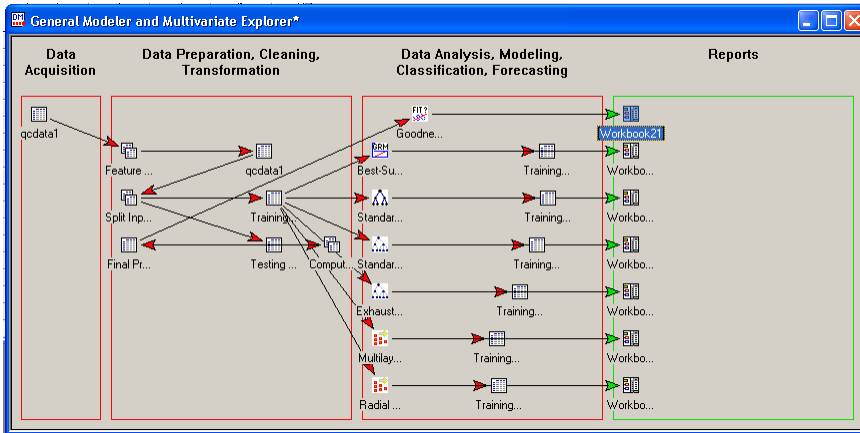 General Modeler and Multivariate Explorer*
Data Acquisition
Data Preparation, Cleaning,
Transformation
Data Analysis, Modeling,
Classification, Forecasting
Reports
qcdata1
Goodne...
Workbook21
Feature ...
qcdata1
Best-Su...
Training...
Workbo...
Split Inp...
Training...
Standar...
Training...
Workbo...
Final Pr...
Testing ...
Comput...
Standar...
Training...
Workbo...
Exhaust...
Training...
Workbo...
Multilay...
Training...
Workbo...
Radial ...
Training...
Workbo...